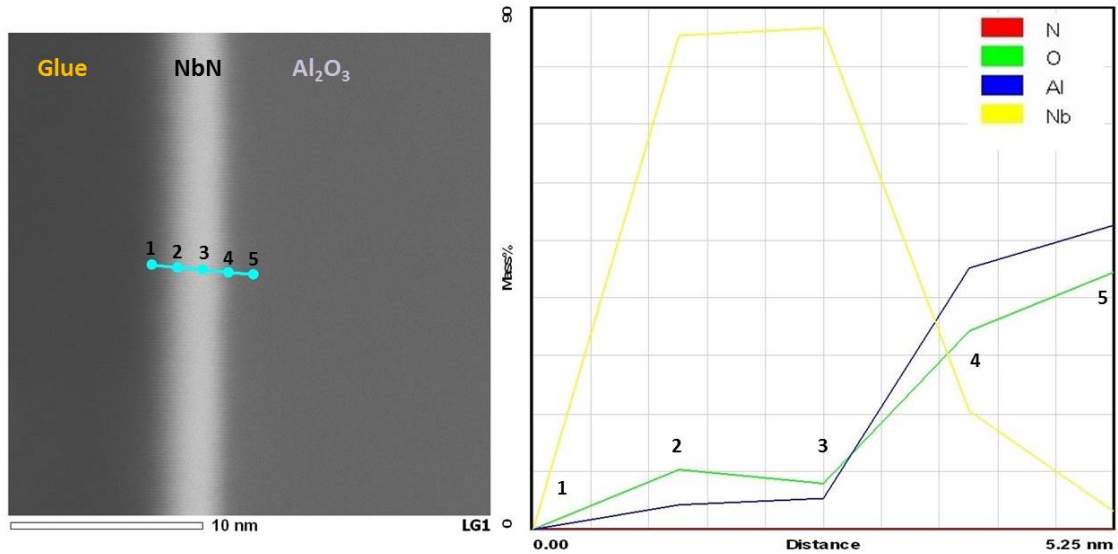 Glue NbN Al₂O₃
1 2 3 4 5
10 nm LG1
90
Mass%
0
N
O
Al
Nb
1 2 3 4 5
0.00 Distance 5.25 nm